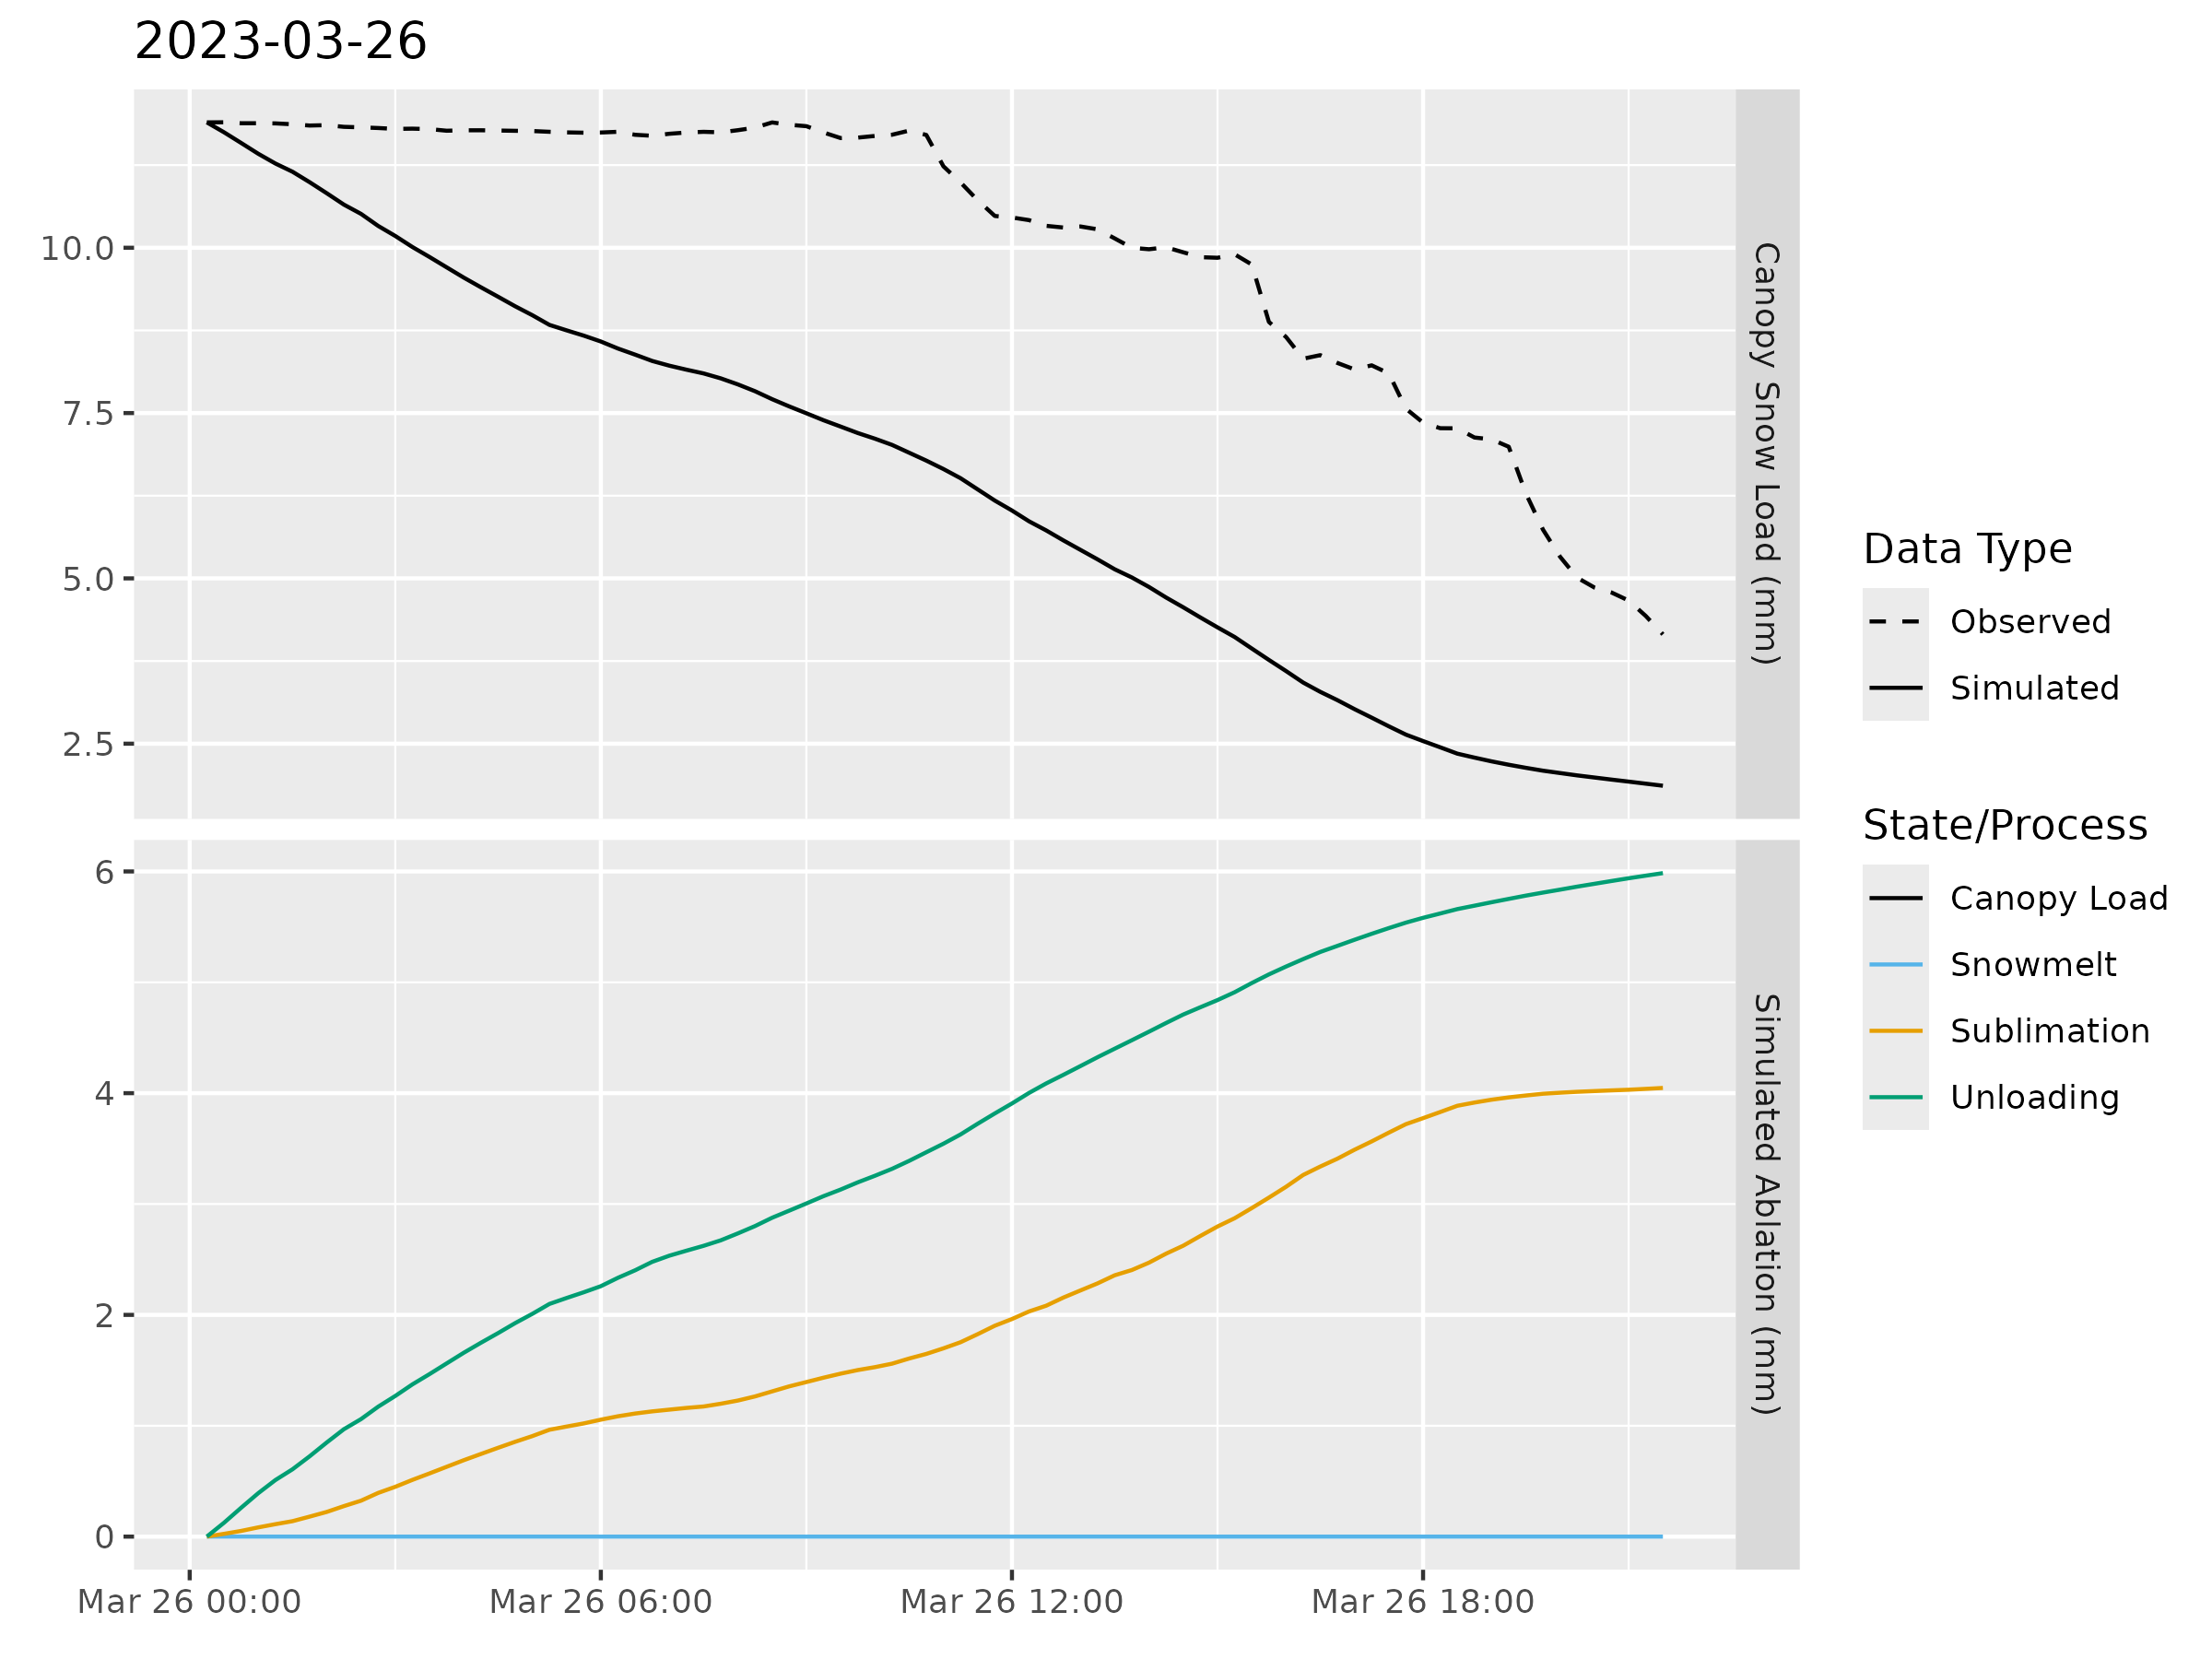 2023-03-26
10.0
7.5
5.0
2.5
Canopy Snow Load (mm)
6
4
2
0
Simulated Ablation (mm)
Mar 26 00:00
Mar 26 06:00
Mar 26 12:00
Mar 26 18:00
Data Type
Observed
Simulated
State/Process
Canopy Load
Snowmelt
Sublimation
Unloading